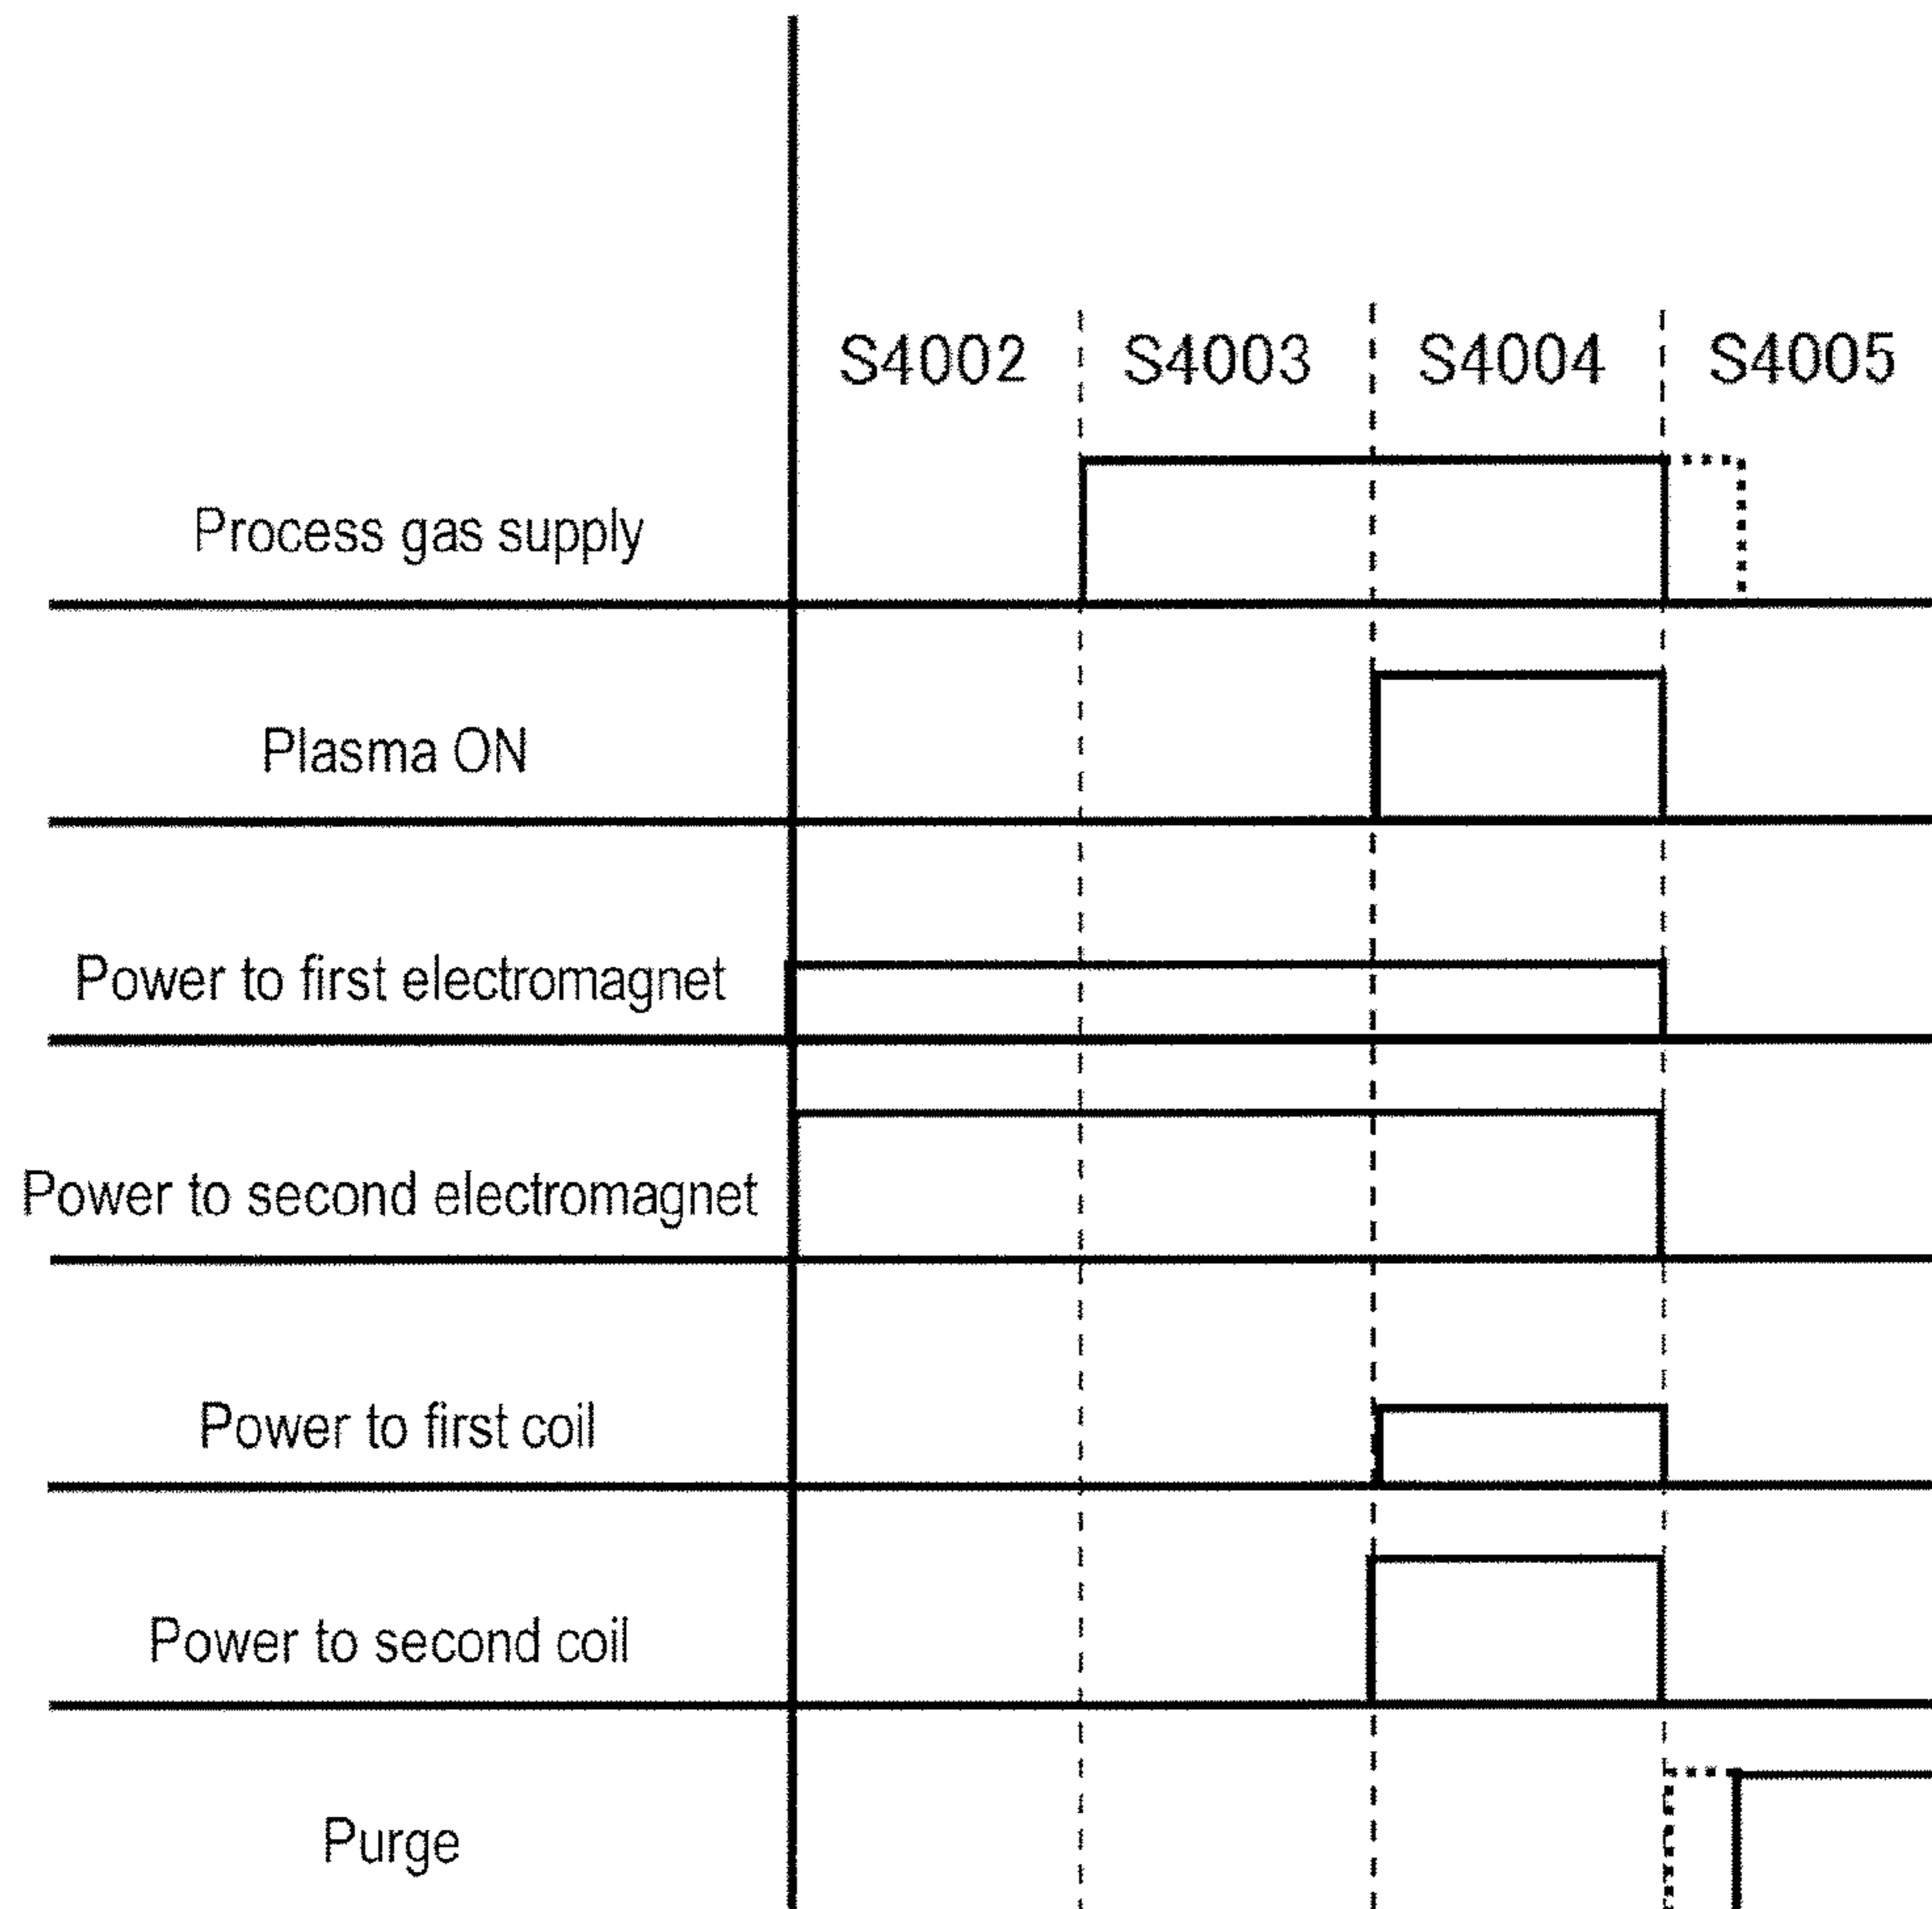 S4002 S4003 S4004 S4005
Process gas supply
Plasma ON
Power to first electromagnet
Power to second electromagnet
Power to first coil
Power to second coil
Purge